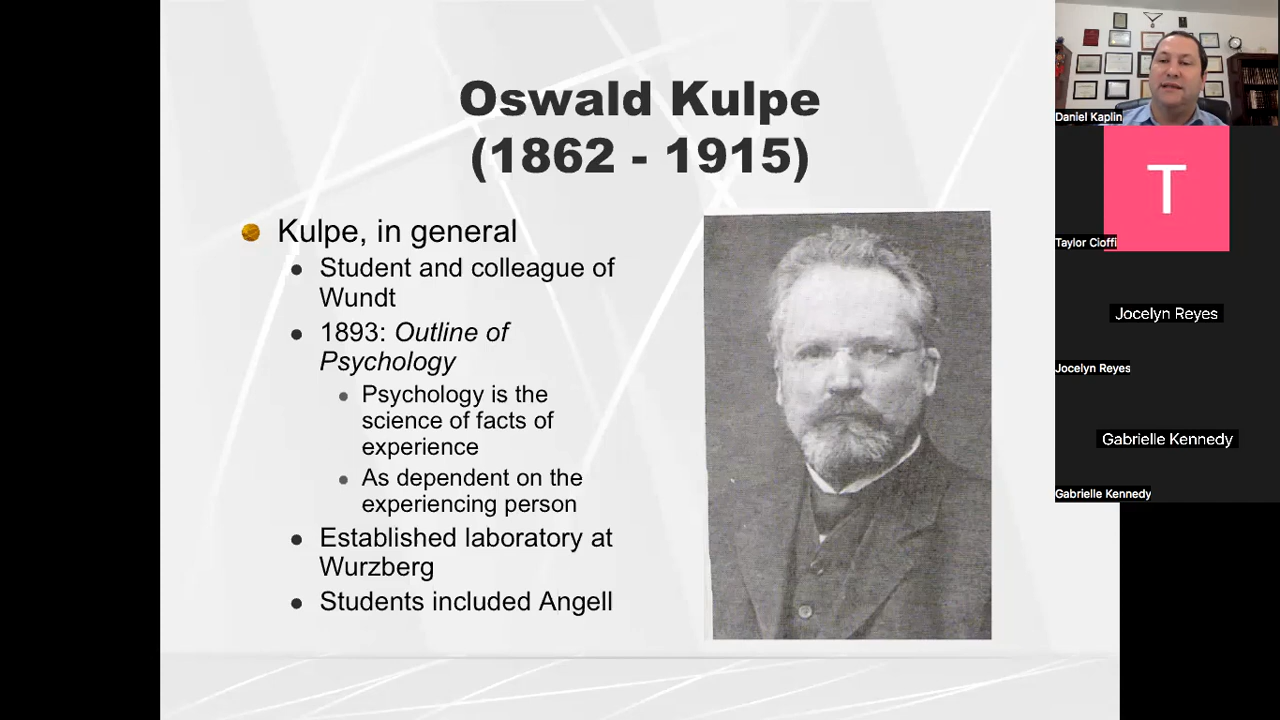 Oswald Kulpe
(1862 - 1915)
Kulpe, in general
Student and colleague of
Wundt
1893: Outline of
Psychology
Psychology is the
science of facts of
experience
As dependent on the
experiencing person
Established laboratory at
Wurzberg
Students included Angell
Daniel Kaplin
T
Taylor Cioffi
Jocelyn Reyes
Jocelyn Reyes
Gabrielle Kennedy
Gabrielle Kennedy